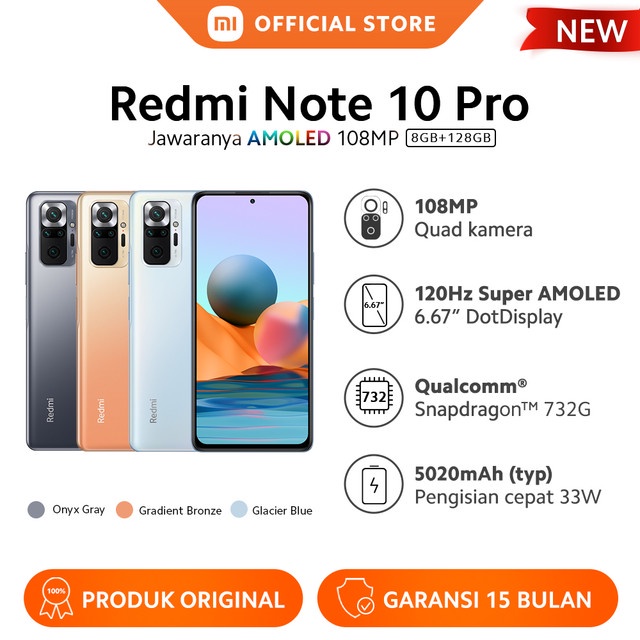 mi OFFICIAL STORE
NEW
Redmi Note 10 Pro
Jawaranya AMOLED 108MP 8GB+128GB
108MP
Quad kamera
6.67"
120Hz Super AMOLED
6.67” DotDisplay
732
Qualcomm®
Snapdragon™ 732G
5020mAh (typ)
Pengisian cepat 33W
Redmi
Redmi
Redmi
Onyx Gray
Gradient Bronze
Glacier Blue
100%
PRODUK ORIGINAL
GARANSI 15 BULAN